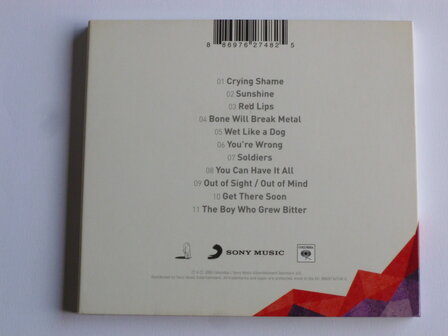 8 86976 27482 5
01 Crying Shame
02 Sunshine
03 Red Lips
04 Bone Will Break Metal
05 Wet Like a Dog
06 You're Wrong
07 Soldiers
08 You Can Have It All
09 Out of Sight / Out of Mind
10 Get There Soon
11 The Boy Who Grew Bitter
SONY MUSIC
COLUMBIA